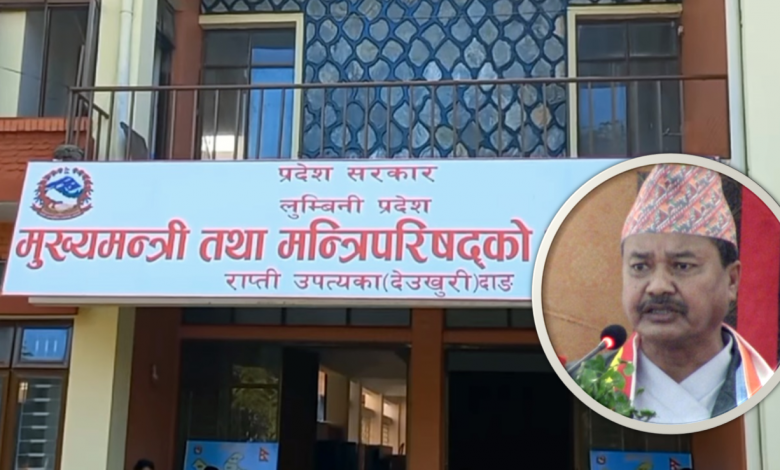 प्रदेश सरकार
लुम्बिनी प्रदेश
मुख्यमन्त्री तथा मन्त्रिपरिषद्को
राप्ती उपत्यका(देउखुरी)दाङ